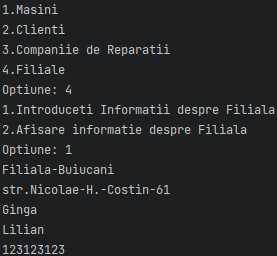 1.Masini
2.Clienti
3.Companiie de Reparatii
4.Filiale
Optiune: 4
1.Introduceti Informatii despre Filiala
2.Afisare informatie despre Filiala
Optiune: 1
Filiala-Buiucani
str.Nicolae-H.-Costin-61
Ginga
Lilian
123123123